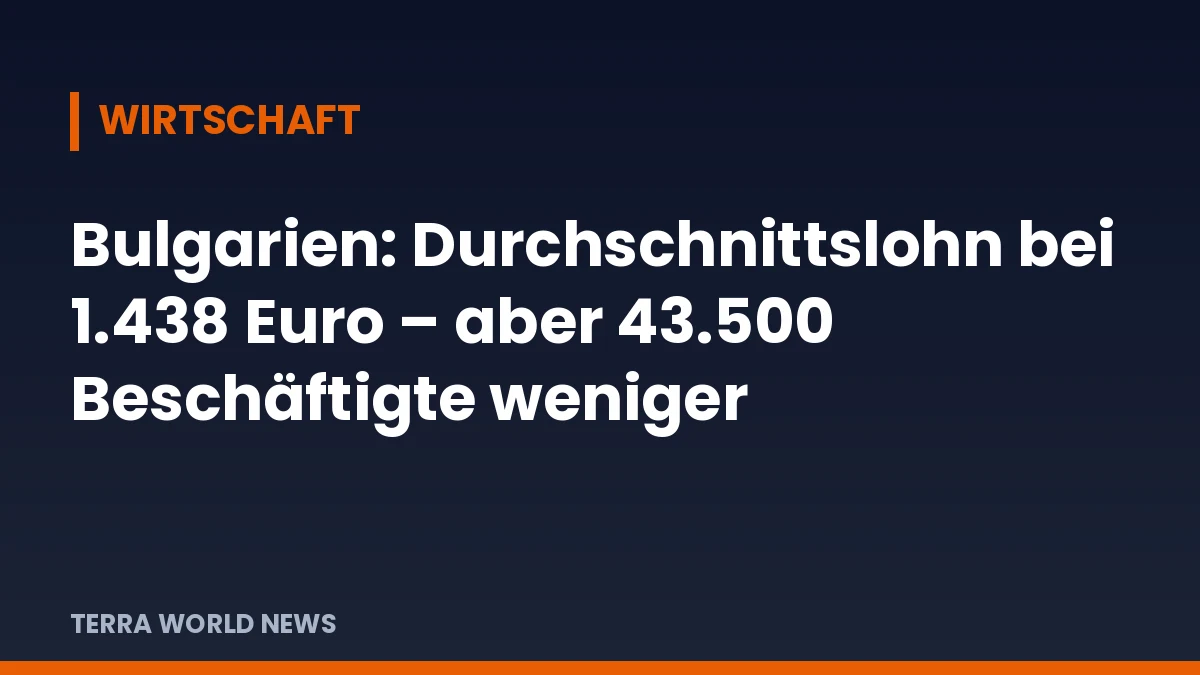 WIRTSCHAFT
Bulgarien: Durchschnittslohn bei
1.438 Euro – aber 43.500
Beschäftigte weniger
TERRA WORLD NEWS